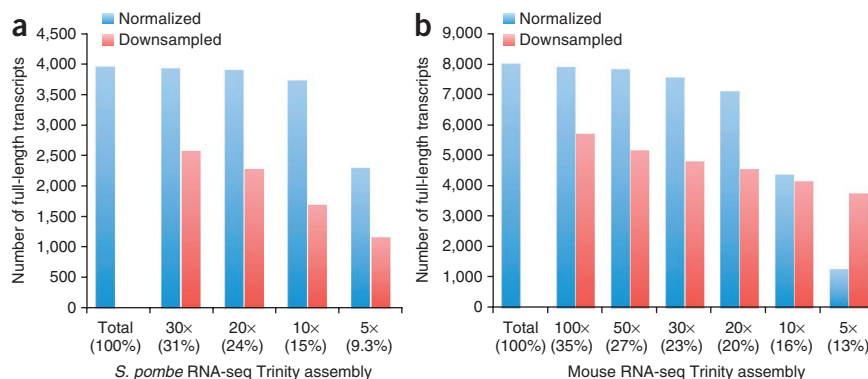 a
Normalized
Downsampled
Number of full-length transcripts
4,500
4,000
3,500
3,000
2,500
2,000
1,500
1,000
500
0
Total 30× 20× 10× 5×
(100%) (31%) (24%) (15%) (9.3%)
S. pombe RNA-seq Trinity assembly
b
Normalized
Downsampled
Number of full-length transcripts
9,000
8,000
7,000
6,000
5,000
4,000
3,000
2,000
1,000
0
Total 100× 50× 30× 20× 10× 5×
(100%) (35%) (27%) (23%) (20%) (16%) (13%)
Mouse RNA-seq Trinity assembly